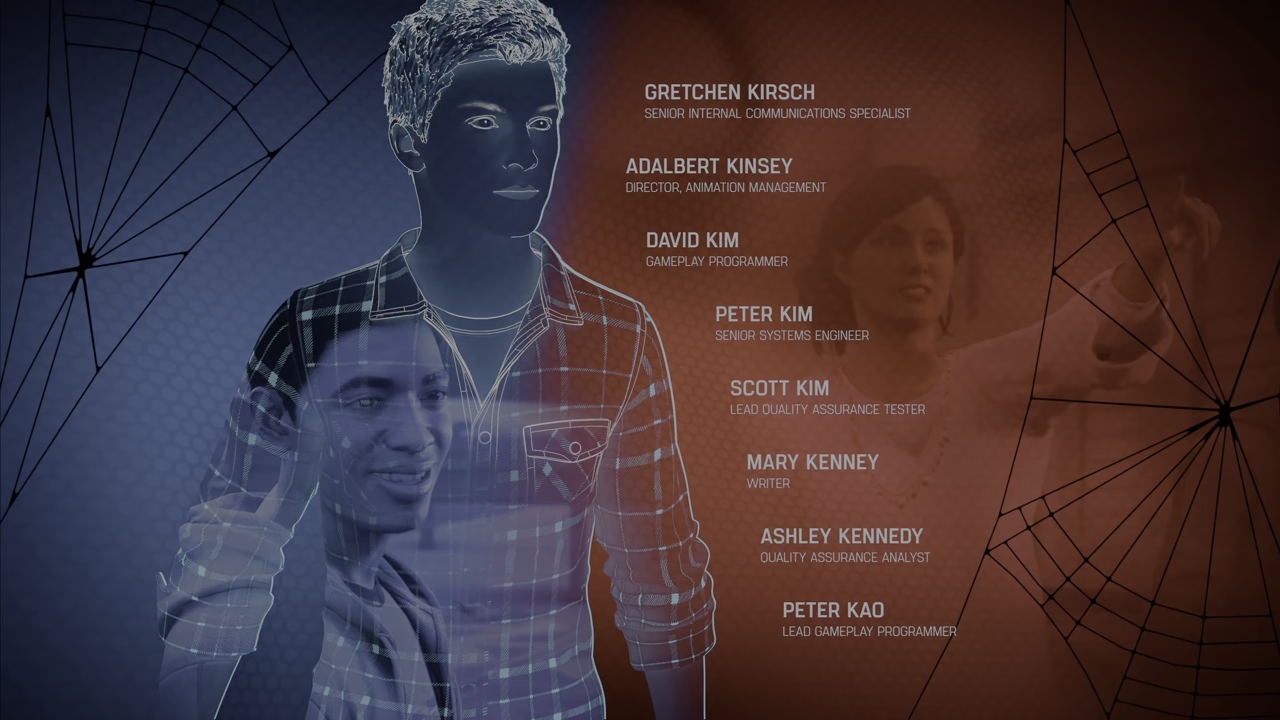 GRETCHEN KIRSCH
SENIOR INTERNAL COMMUNICATIONS SPECIALIST
ADALBERT KINSEY
DIRECTOR, ANIMATION MANAGEMENT
DAVID KIM
GAMEPLAY PROGRAMMER
PETER KIM
SENIOR SYSTEMS ENGINEER
SCOTT KIM
LEAD QUALITY ASSURANCE TESTER
MARY KENNEY
WRITER
ASHLEY KENNEDY
QUALITY ASSURANCE ANALYST
PETER KAO
LEAD GAMEPLAY PROGRAMMER